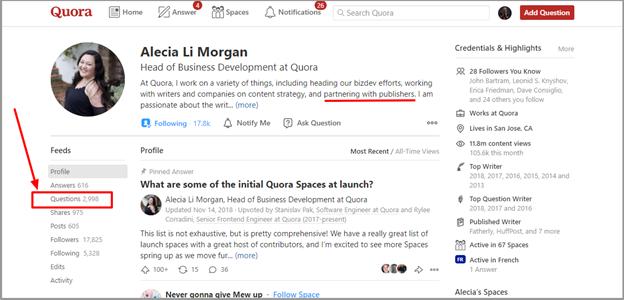 Quora
Home
Answer
4
Spaces
Notifications
26
Search Quora
Add Question
Alecia Li Morgan
Head of Business Development at Quora
At Quora, I work on a variety of things, including heading our bizdev efforts, working
with writers and companies on content strategy, and partnering with publishers. I am
passionate about the writ... (more)
Following · 17.8k
Notify Me
Ask Question
Feeds
Profile
Answers 616
Questions 2,998
Shares 975
Posts 605
Followers 17,825
Following 5,328
Edits
Activity
Profile
Most Recent / All-Time Views
Pinned Answer
What are some of the initial Quora Spaces at launch?
Alecia Li Morgan, Head of Business Development at Quora
Updated Nov 14, 2018 · Upvoted by Stanislav Pak, Software Engineer at Quora and Rylee
Corradini, Senior Frontend Engineer at Quora (2017-present)
This list is not exhaustive, but is pretty comprehensive! We have a really great list of
launch spaces with a great host of contributors, and I'm excited to see more Spaces
spring up as we move fur... (more)
100+
15
36
Never gonna give Mew up · Follow Space
Credentials & Highlights
More
28 Followers You Know
John Bartram, Leonid S. Knyshov,
Erica Friedman, Dave Consiglio,
and 24 others you follow
Works at Quora
Lives in San Jose, CA
11.8m content views
105.6k this month
Top Writer
2018, 2017, 2016, 2015, 2014 and
2013
Top Question Writer
2018, 2017 and 2016
Published Writer
Fatherly, HuffPost, and 7 more
Active in 67 Spaces
Active in French
1 Answer
Alecia's Spaces